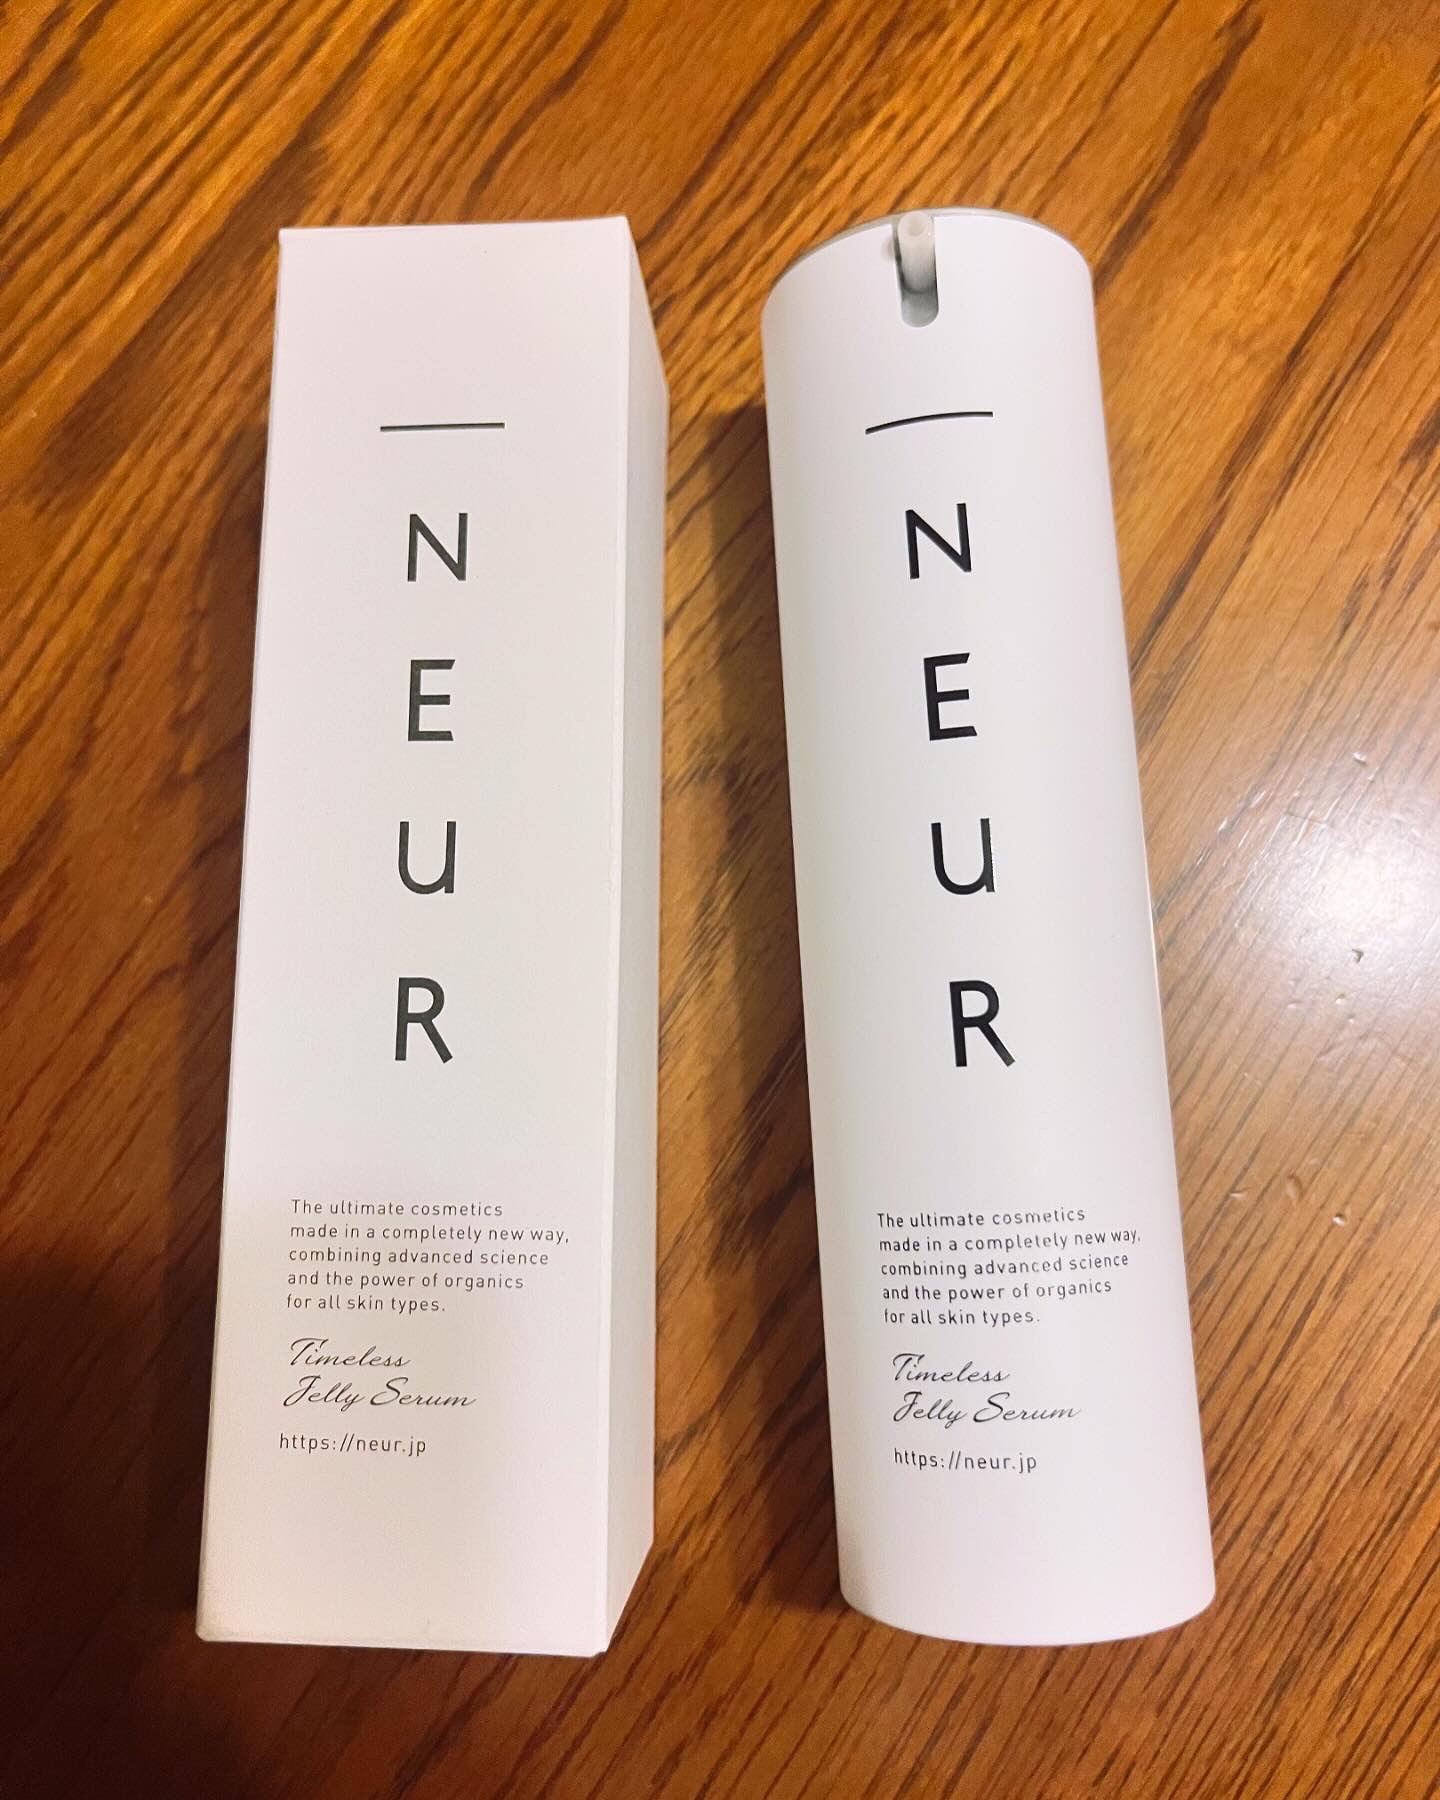 NEUR
The ultimate cosmetics
made in a completely new way,
combining advanced science
and the power of organics
for all skin types.
Timeless
Jelly Serum
https://neur.jp
NEUR
The ultimate cosmetics
made in a completely new way,
combining advanced science
and the power of organics
for all skin types.
Timeless
Jelly Serum
https://neur.jp